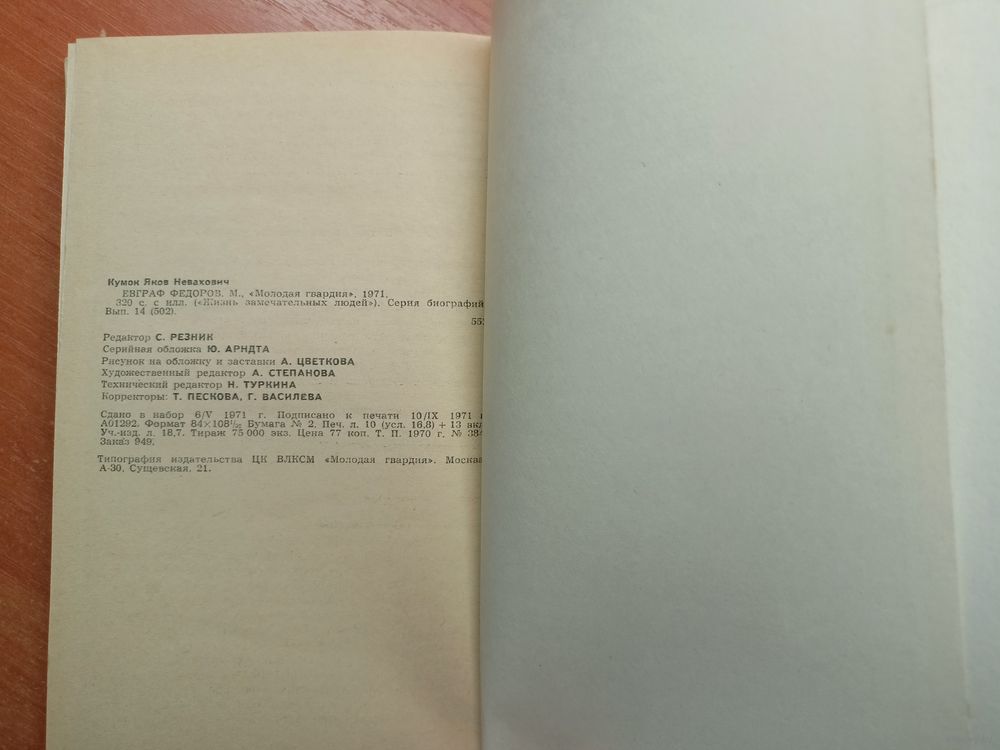 Кумок Яков Невахович
ЕВГРАФ ФЕДОРОВ. М., «Молодая гвардия», 1971.
320 с. с илл. («Жизнь замечательных людей»). Серия биографий
Вып. 14 (502).
Редактор С. РЕЗНИК
Серийная обложка Ю. АРНДТА
Рисунок на обложку и заставки А. ЦВЕТКОВА
Художественный редактор А. СТЕПАНОВА
Технический редактор Н. ТУРКИНА
Корректоры: Т. ПЕСКОВА, Г. ВАСИЛЕВА
Сдано в набор 6/V 1971 г. Подписано к печати 10/IX 1971
А01292. Формат 84×108¹/₃₂ Бумага № 2. Печ. л. 10 (усл. 16,8) + 13 вкл
Уч.-изд. л. 18,7. Тираж 75 000 экз. Цена 77 коп. Т. П. 1970 г. №
Заказ 949.
Типография издательства ЦК ВЛКСМ «Молодая гвардия». Москва
А-30, Сущевская, 21.